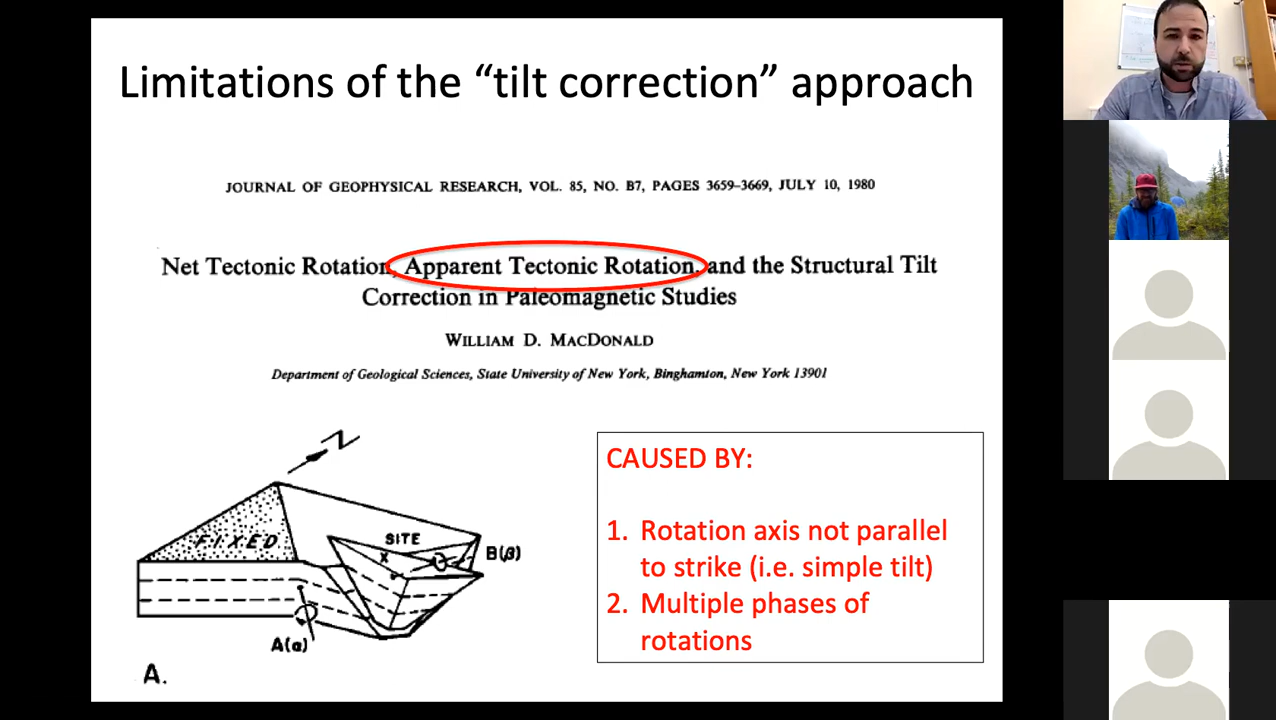 Limitations of the “tilt correction” approach
JOURNAL OF GEOPHYSICAL RESEARCH, VOL. 85, NO. B7, PAGES 3659–3669, JULY 10, 1980
Net Tectonic Rotation, Apparent Tectonic Rotation, and the Structural Tilt
Correction in Paleomagnetic Studies
WILLIAM D. MACDONALD
Department of Geological Sciences, State University of New York, Binghamton, New York 13901
N
FIXED
SITE
X
B(β)
A(α)
A.
CAUSED BY:
1. Rotation axis not parallel
to strike (i.e. simple tilt)
2. Multiple phases of
rotations